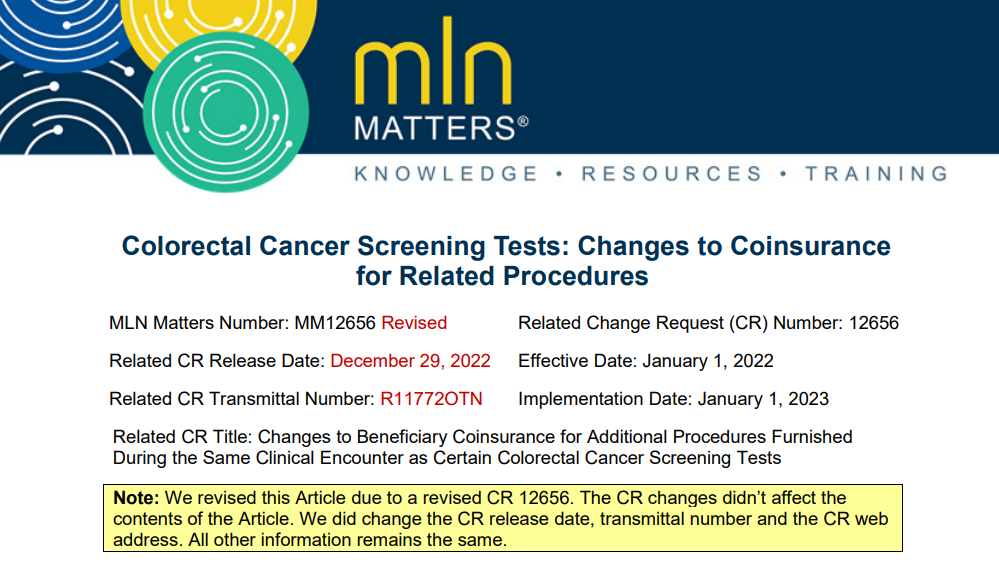 mln
MATTERS®
KNOWLEDGE • RESOURCES • TRAINING
Colorectal Cancer Screening Tests: Changes to Coinsurance
for Related Procedures
MLN Matters Number: MM12656 Revised
Related Change Request (CR) Number: 12656
Related CR Release Date: December 29, 2022
Effective Date: January 1, 2022
Related CR Transmittal Number: R11772OTN
Implementation Date: January 1, 2023
Related CR Title: Changes to Beneficiary Coinsurance for Additional Procedures Furnished
During the Same Clinical Encounter as Certain Colorectal Cancer Screening Tests
Note: We revised this Article due to a revised CR 12656. The CR changes didn’t affect the
contents of the Article. We did change the CR release date, transmittal number and the CR web
address. All other information remains the same.